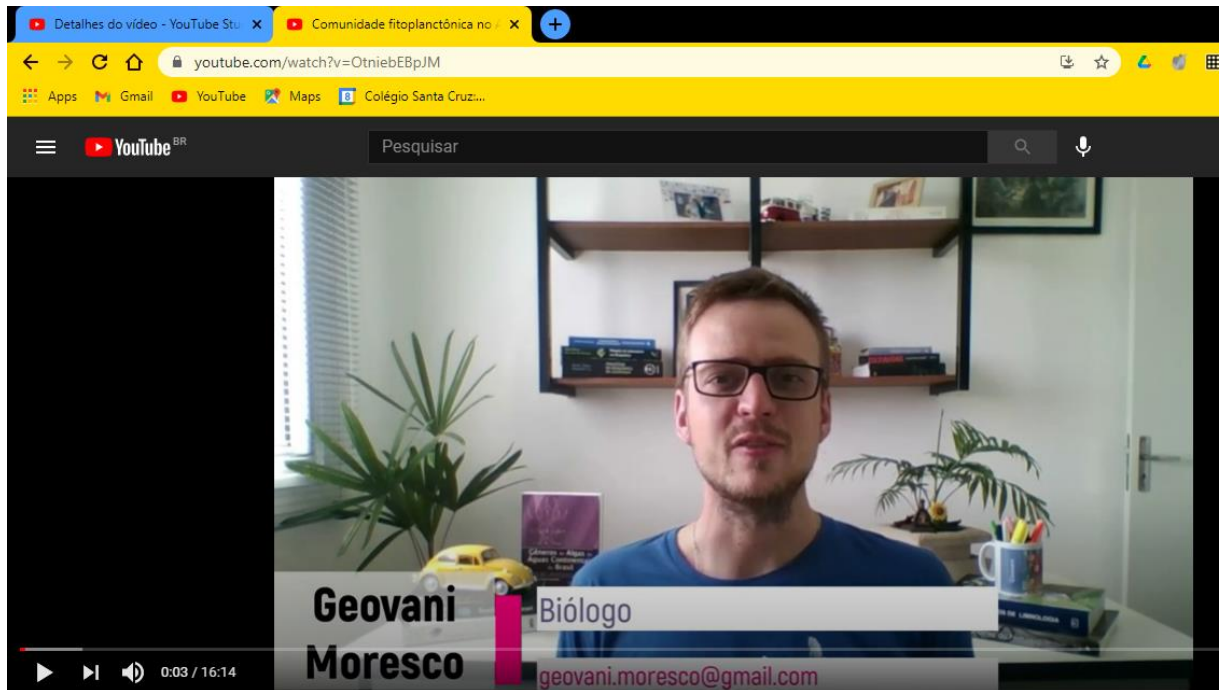 Detalhes do vídeo - YouTube Stu
Comunidade fitoplanctônica no A
youtube.com/watch?v=OtniebEBpJM
Apps
Gmail
YouTube
Maps
Colégio Santa Cruz:...
YouTube BR
Pesquisar
Gêneros de Algas de
Águas Continentais
do Brasil
Geovani
Moresco
Biólogo
geovani.moresco@gmail.com
0:03 / 16:14